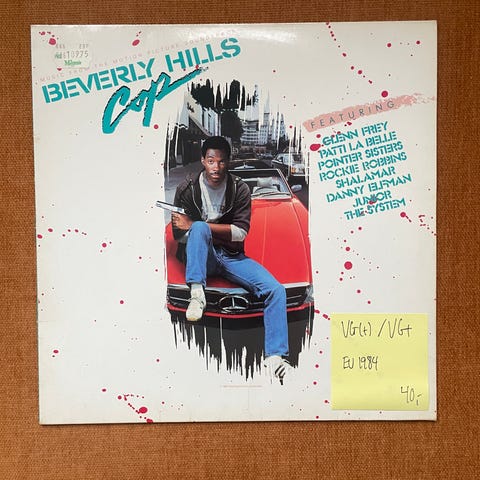 MUSIC FROM THE MOTION PICTURE SOUNDTRACK
BEVERLY HILLS
Cop
FEATURING
GLENN FREY
PATTI LA BELLE
POINTER SISTERS
ROCKIE ROBBINS
SHALAMAR
DANNY ELFMAN
JUNIOR
THE SYSTEM
VG(+) / VG+
EU 1984
40,-